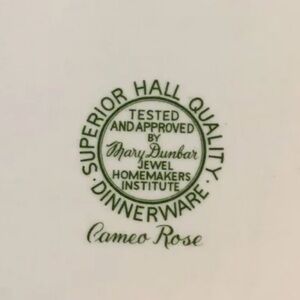 SUPERIOR HALL QUALITY
· DINNERWARE ·
TESTED
AND APPROVED
BY
Mary Dunbar
JEWEL
HOMEMAKERS
INSTITUTE
Cameo Rose